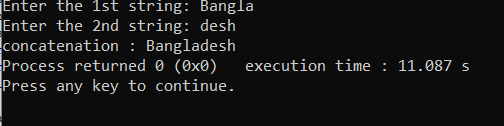 Enter the 1st string: Bangla
Enter the 2nd string: desh
concatenation : Bangladesh
Process returned 0 (0x0)   execution time : 11.087 s
Press any key to continue.